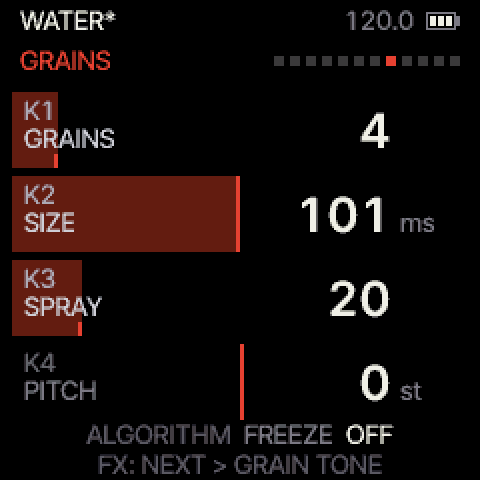 WATER* 120.0
GRAINS
K1
GRAINS 4
K2
SIZE 101 ms
K3
SPRAY 20
K4
PITCH 0 st
ALGORITHM FREEZE OFF
FX: NEXT > GRAIN TONE